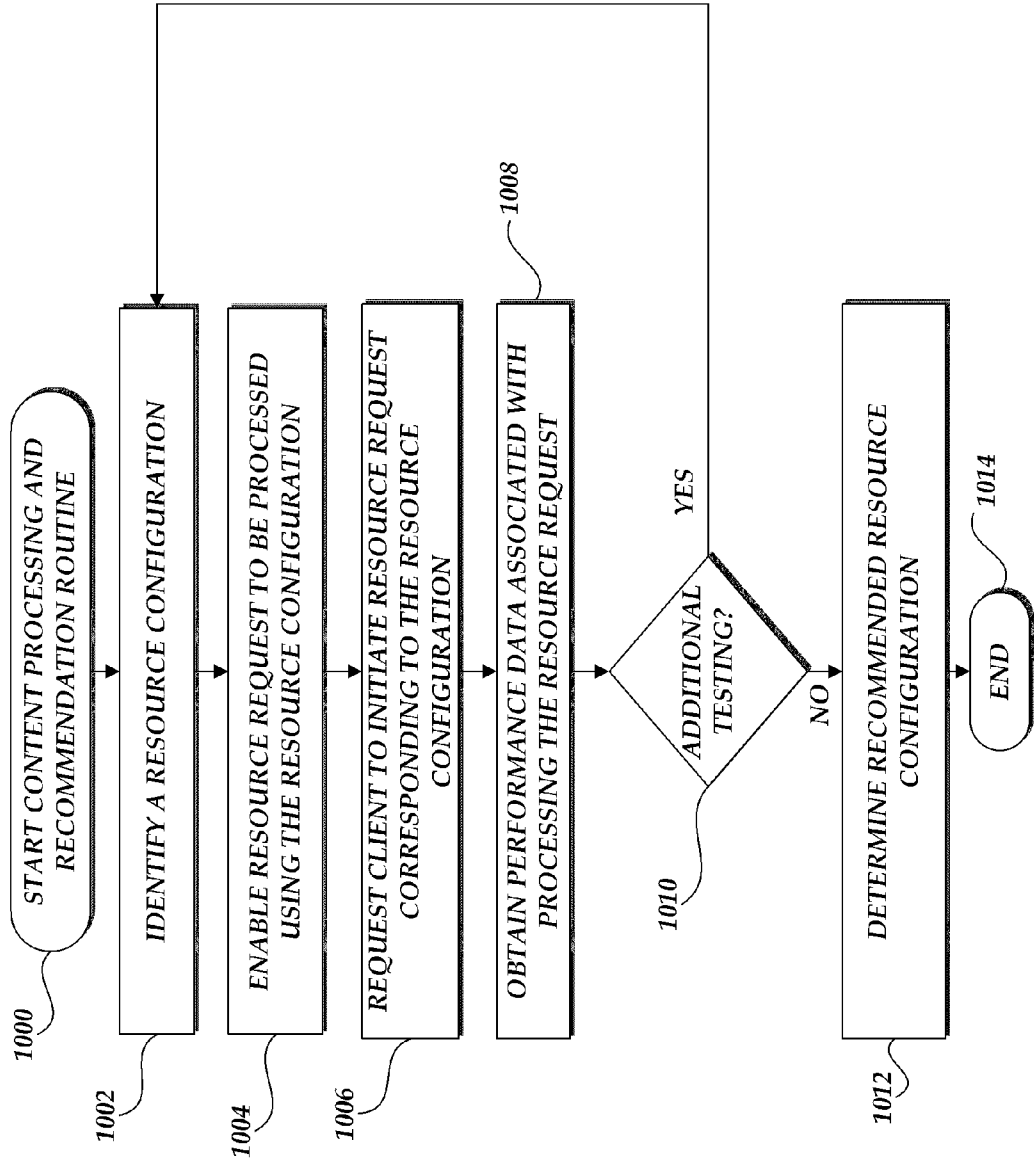 START CONTENT PROCESSING AND
RECOMMENDATION ROUTINE
1000
IDENTIFY A RESOURCE CONFIGURATION
1002
ENABLE RESOURCE REQUEST TO BE PROCESSED
USING THE RESOURCE CONFIGURATION
1004
REQUEST CLIENT TO INITIATE RESOURCE REQUEST
CORRESPONDING TO THE RESOURCE
CONFIGURATION
1006
OBTAIN PERFORMANCE DATA ASSOCIATED WITH
PROCESSING THE RESOURCE REQUEST
1008
ADDITIONAL
TESTING?
1010
YES
NO
DETERMINE RECOMMENDED RESOURCE
CONFIGURATION
1012
END
1014